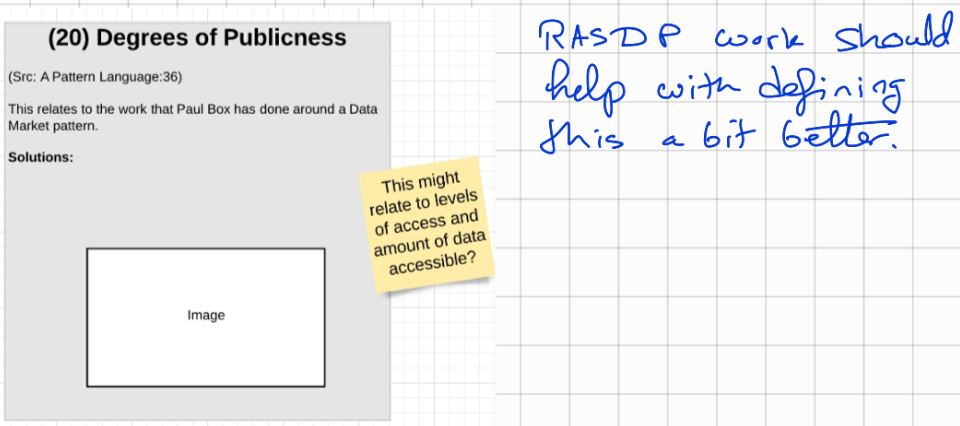 (20) Degrees of Publicness
(Src: A Pattern Language:36)
This relates to the work that Paul Box has done around a Data
Market pattern.
Solutions:
Image
This might
relate to levels
of access and
amount of data
accessible?
RASDP work should
help with defining
this a bit better.